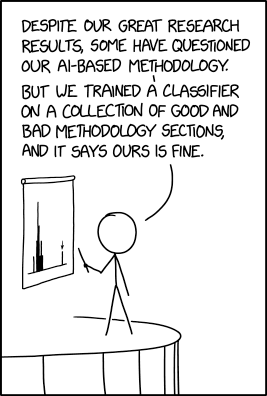 DESPITE OUR GREAT RESEARCH
RESULTS, SOME HAVE QUESTIONED
OUR AI-BASED METHODOLOGY.
BUT WE TRAINED A CLASSIFIER
ON A COLLECTION OF GOOD AND
BAD METHODOLOGY SECTIONS,
AND IT SAYS OURS IS FINE.